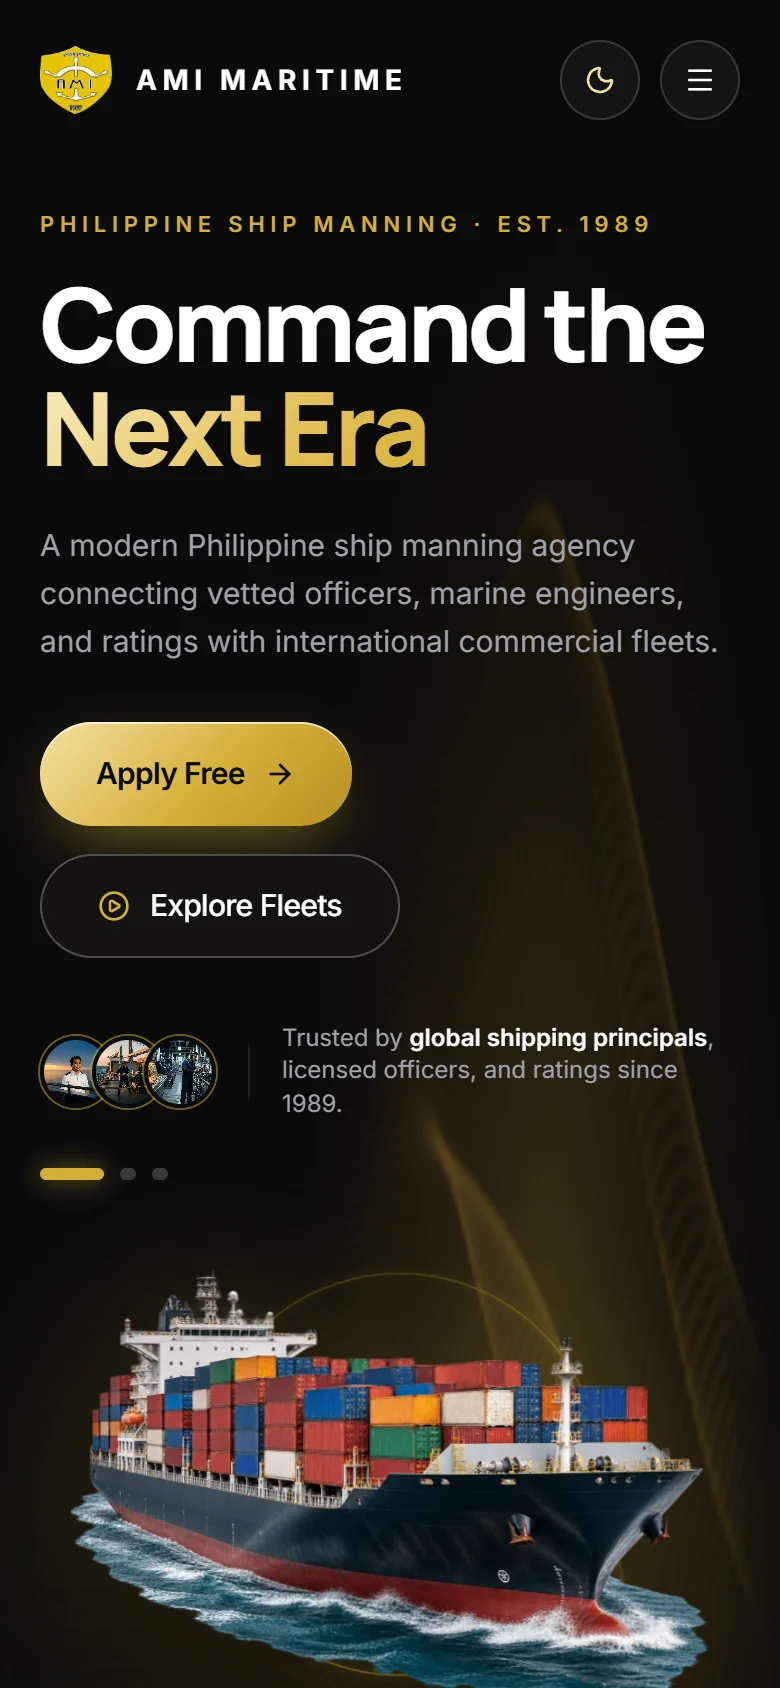 AMI
AMI MARITIME
PHILIPPINE SHIP MANNING · EST. 1989
Command the
Next Era
A modern Philippine ship manning agency
connecting vetted officers, marine engineers,
and ratings with international commercial fleets.
Apply Free →
Explore Fleets
Trusted by global shipping principals,
licensed officers, and ratings since
1989.